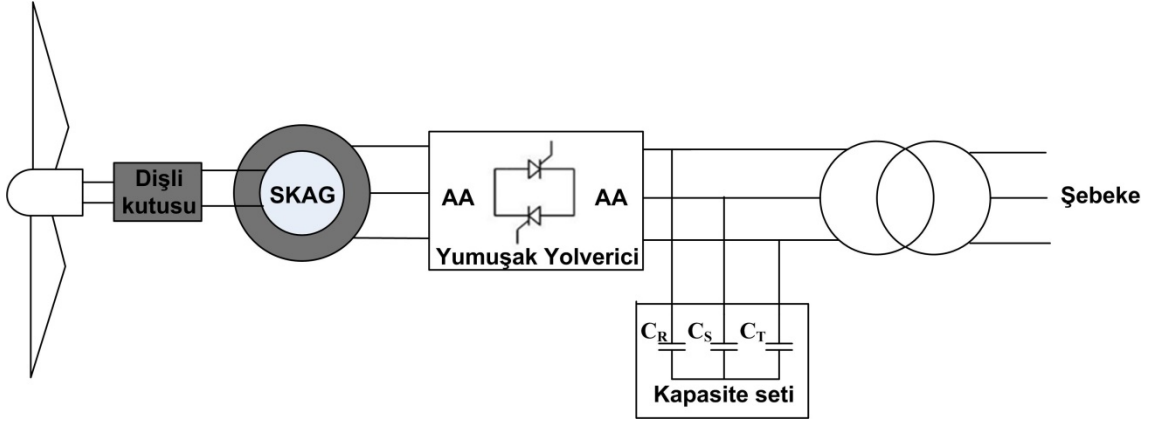 Dişli
kutusu
SKAG
AA
AA
Yumuşak Yolverici
Şebeke
C_R C_S C_T
Kapasite seti